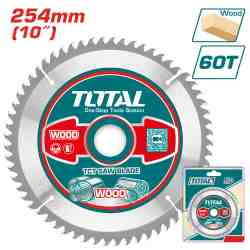 254mm
(10")
Wood
60T
TOTAL
One-Stop Tools Station
WOOD
TCT SAW BLADE
WOOD
TOTAL